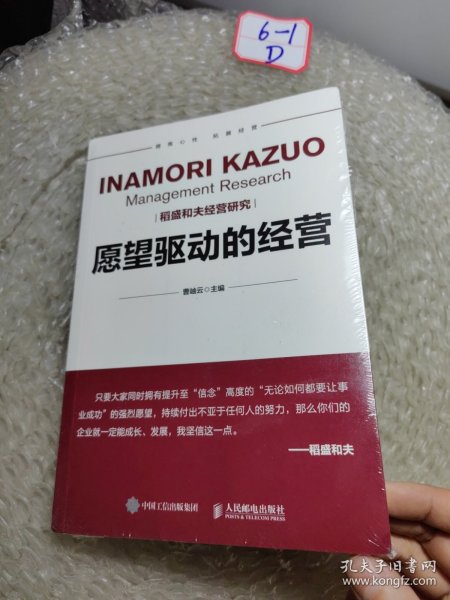 6-1
D
提高心性 拓展经营
INAMORI KAZUO
Management Research
稻盛和夫经营研究
愿望驱动的经营
曹岫云◎主编
只要大家同时拥有提升至“信念”高度的“无论如何都要让事
业成功”的强烈愿望，持续付出不亚于任何人的努力，那么你们的
企业就一定能成长、发展，我坚信这一点。
——稻盛和夫
中国工信出版集团
人民邮电出版社
POSTS & TELECOM PRESS
孔夫子旧书网
www.kongfz.com